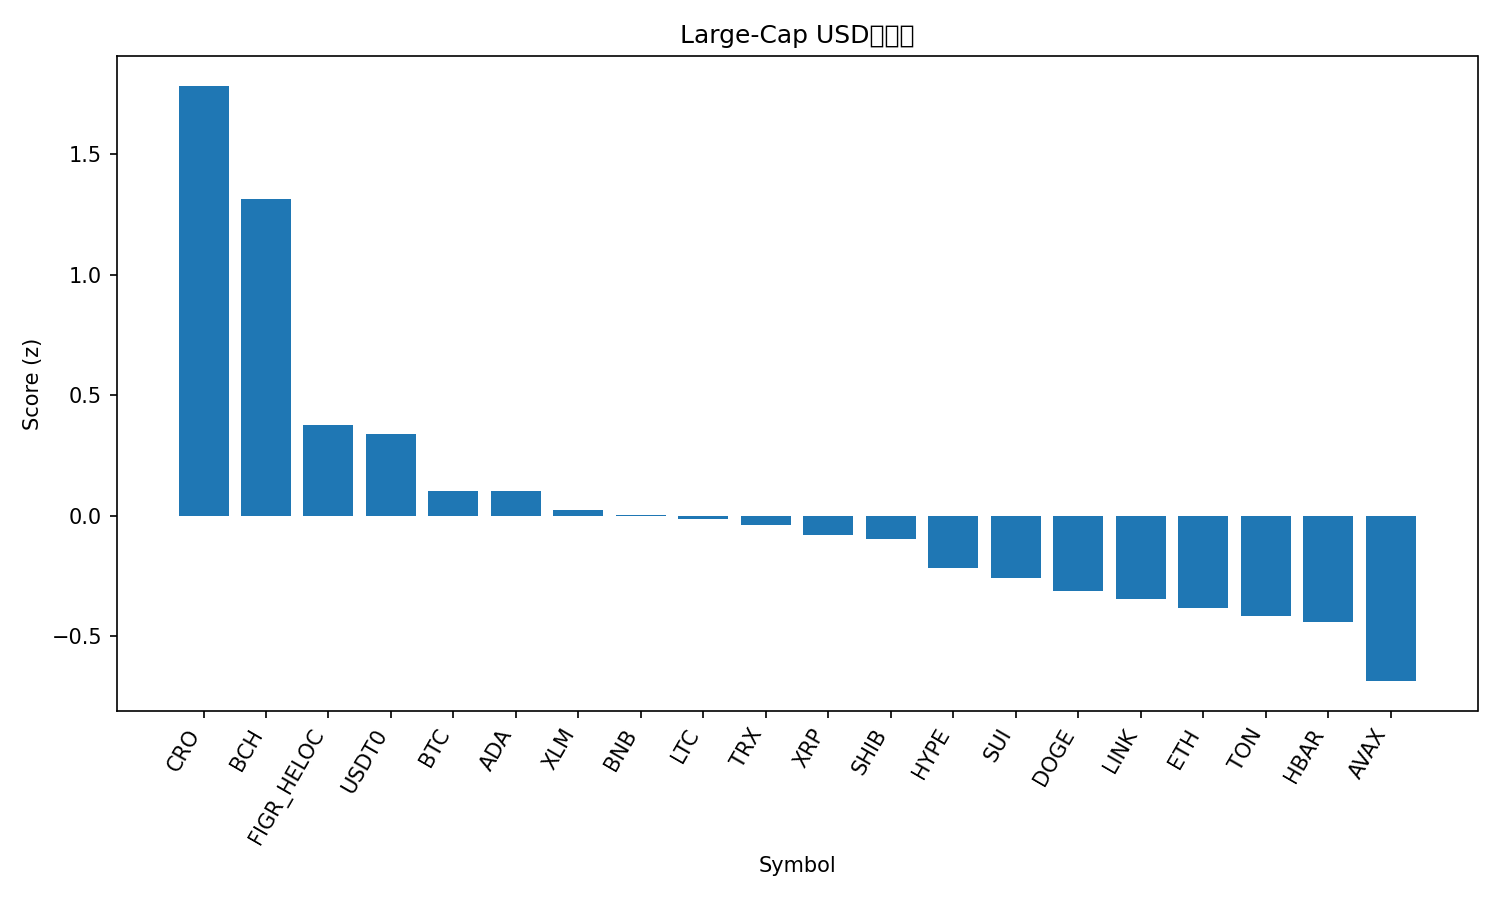 Large-Cap USD
Score (z)
1.5
1.0
0.5
0.0
−0.5
CRO
BCH
FIGR_HELOC
USDT0
BTC
ADA
XLM
BNB
LTC
TRX
XRP
SHIB
HYPE
SUI
DOGE
LINK
ETH
TON
HBAR
AVAX
Symbol